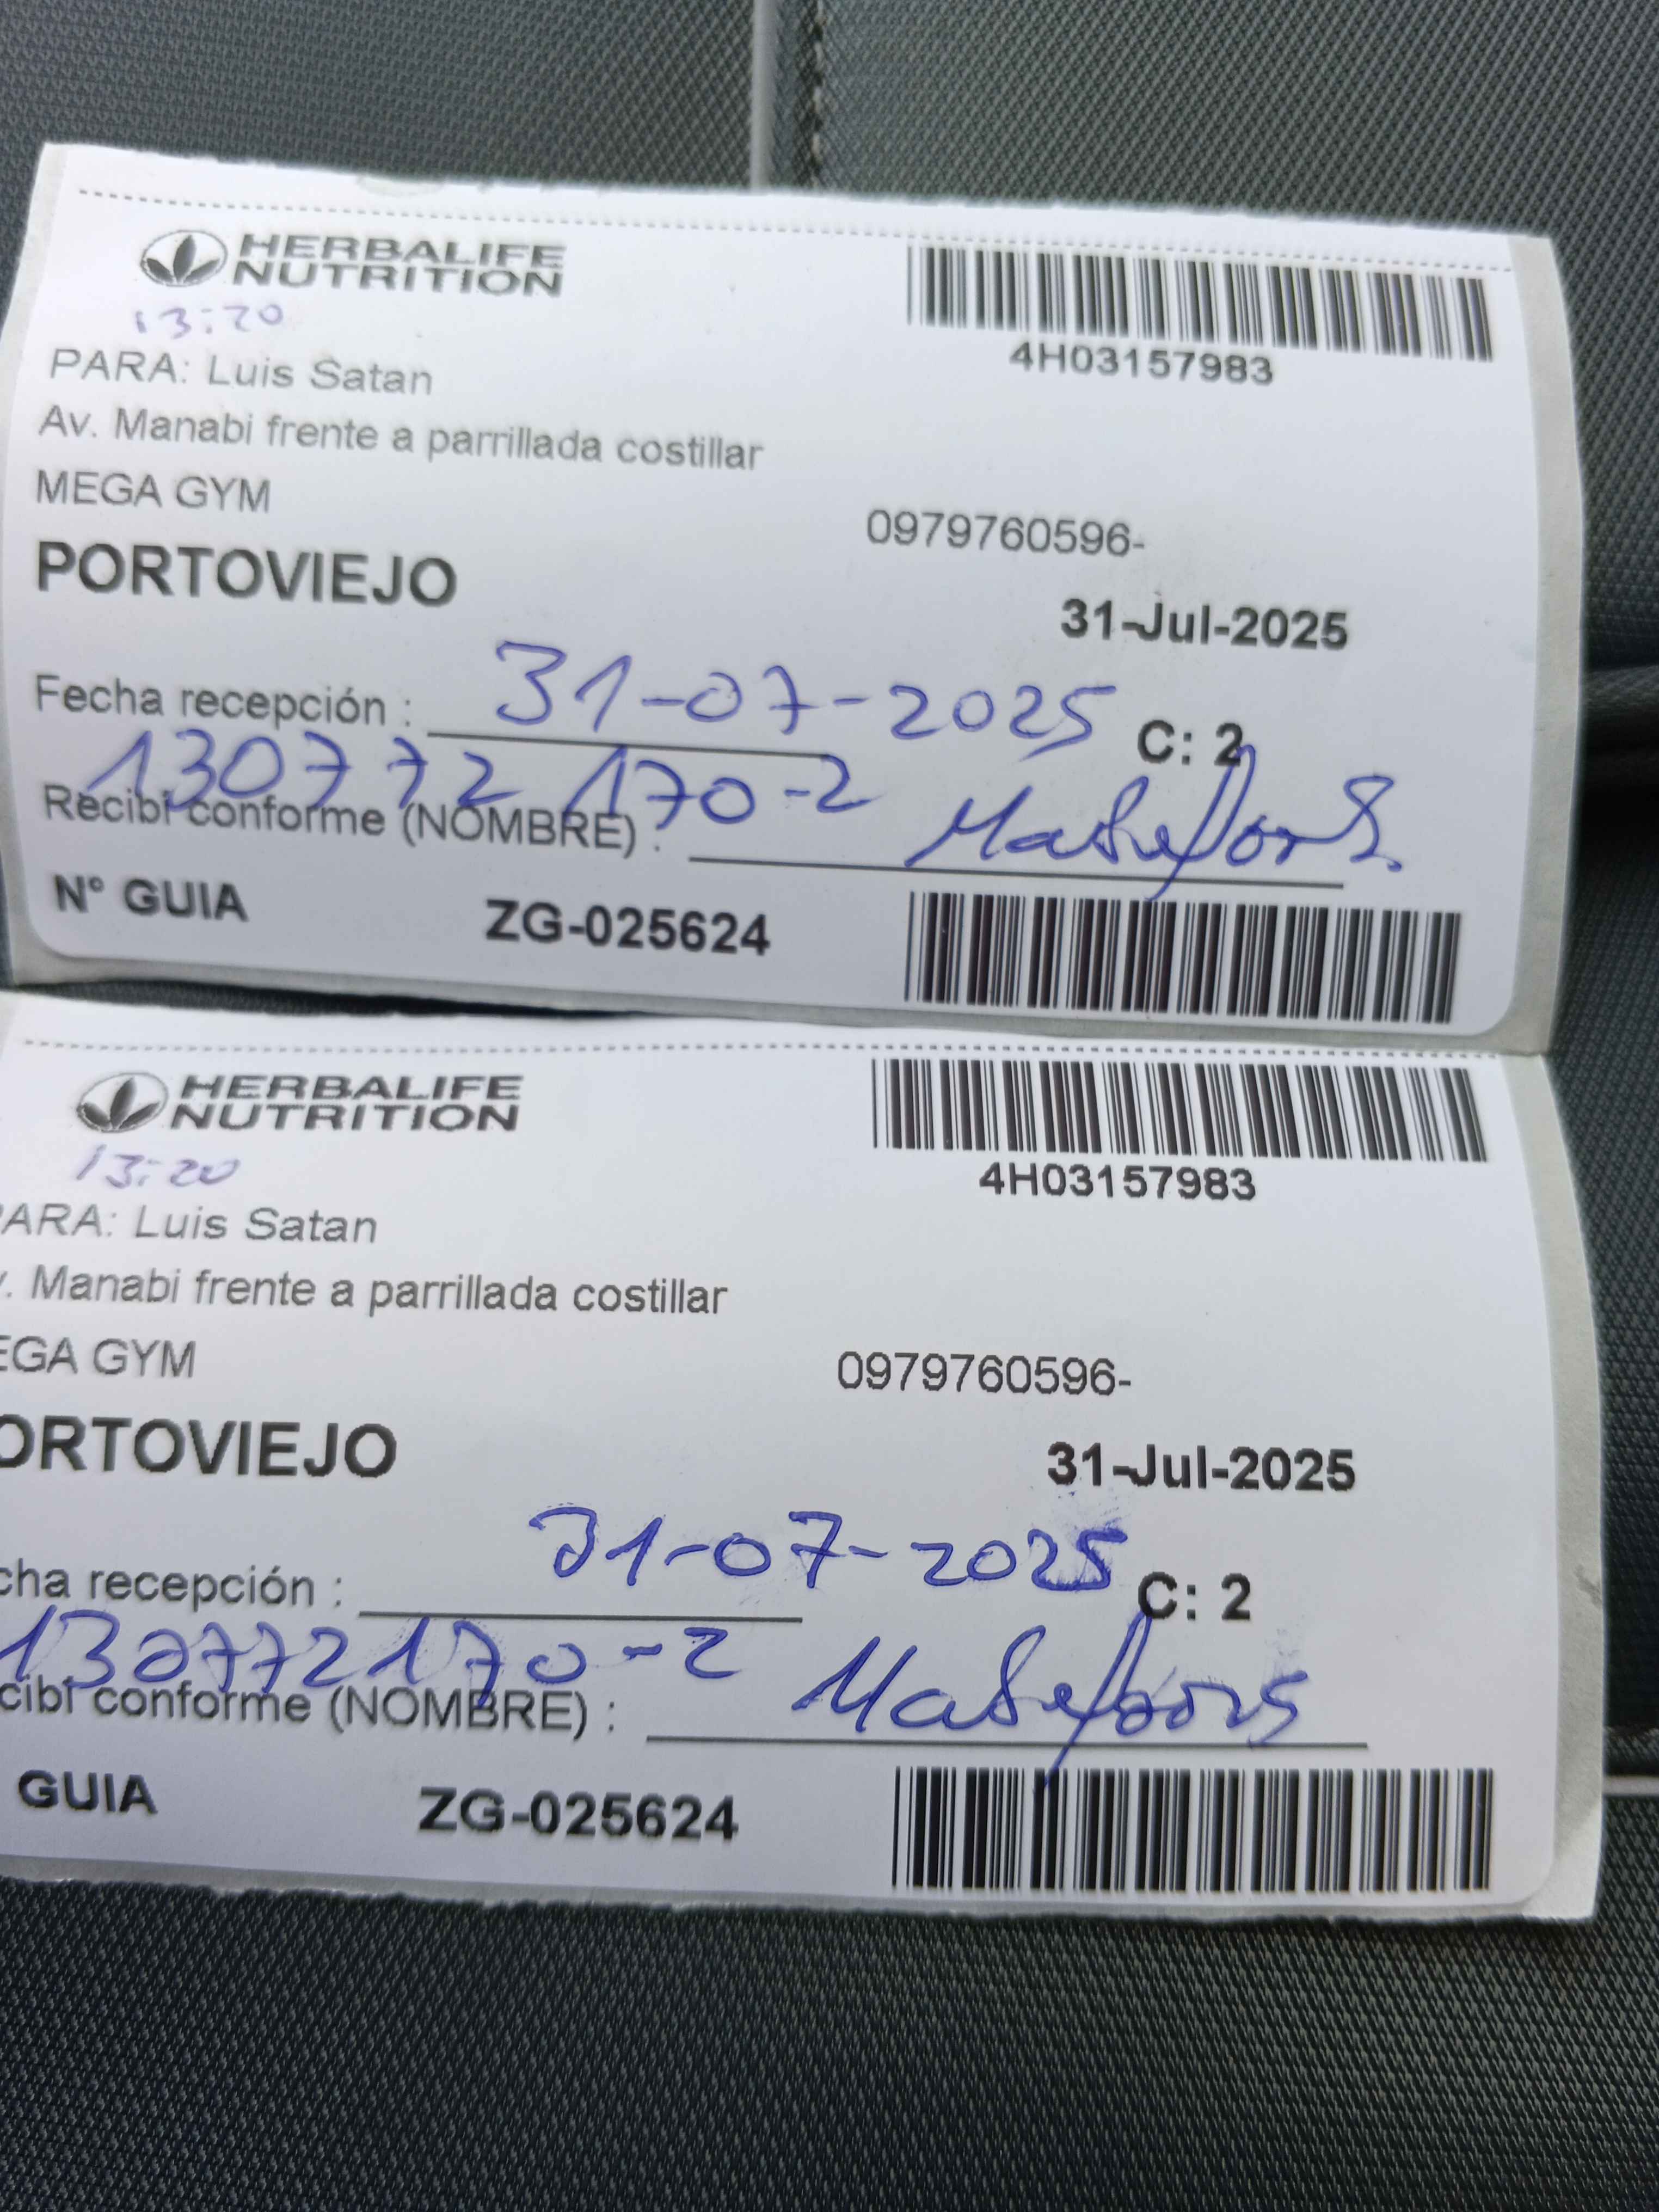 HERBALIFE
NUTRITION
13:20
4H03157983
PARA: Luis Satan
Av. Manabi frente a parrillada costillar
MEGA GYM
0979760596-
PORTOVIEJO
31-Jul-2025
Fecha recepción : 31-07-2025 C: 2
130772170-2
Recibi conforme (NOMBRE) :
N° GUIA ZG-025624
HERBALIFE
NUTRITION
13:20
4H03157983
ARA: Luis Satan
. Manabi frente a parrillada costillar
EGA GYM
0979760596-
ORTOVIEJO
31-Jul-2025
cha recepción : 31-07-2025 C: 2
130772170-2
cibi conforme (NOMBRE) :
GUIA ZG-025624